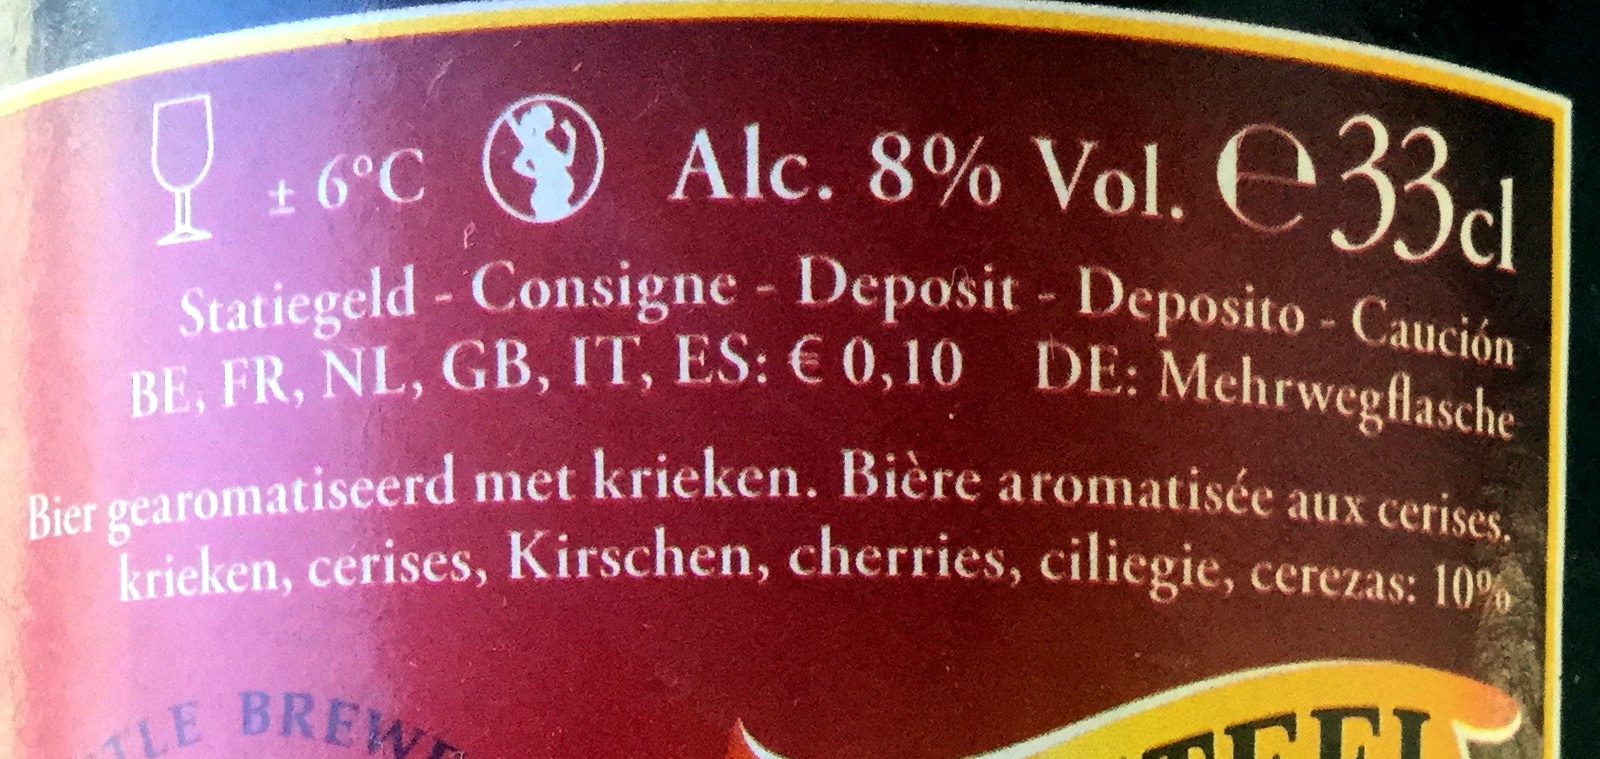 ± 6°C Alc. 8% Vol. ℮ 33cl
Statiegeld - Consigne - Deposit - Deposito - Caución
BE, FR, NL, GB, IT, ES: € 0,10 DE: Mehrwegflasche
Bier gearomatiseerd met krieken. Bière aromatisée aux cerises.
krieken, cerises, Kirschen, cherries, ciliegie, cerezas: 10%